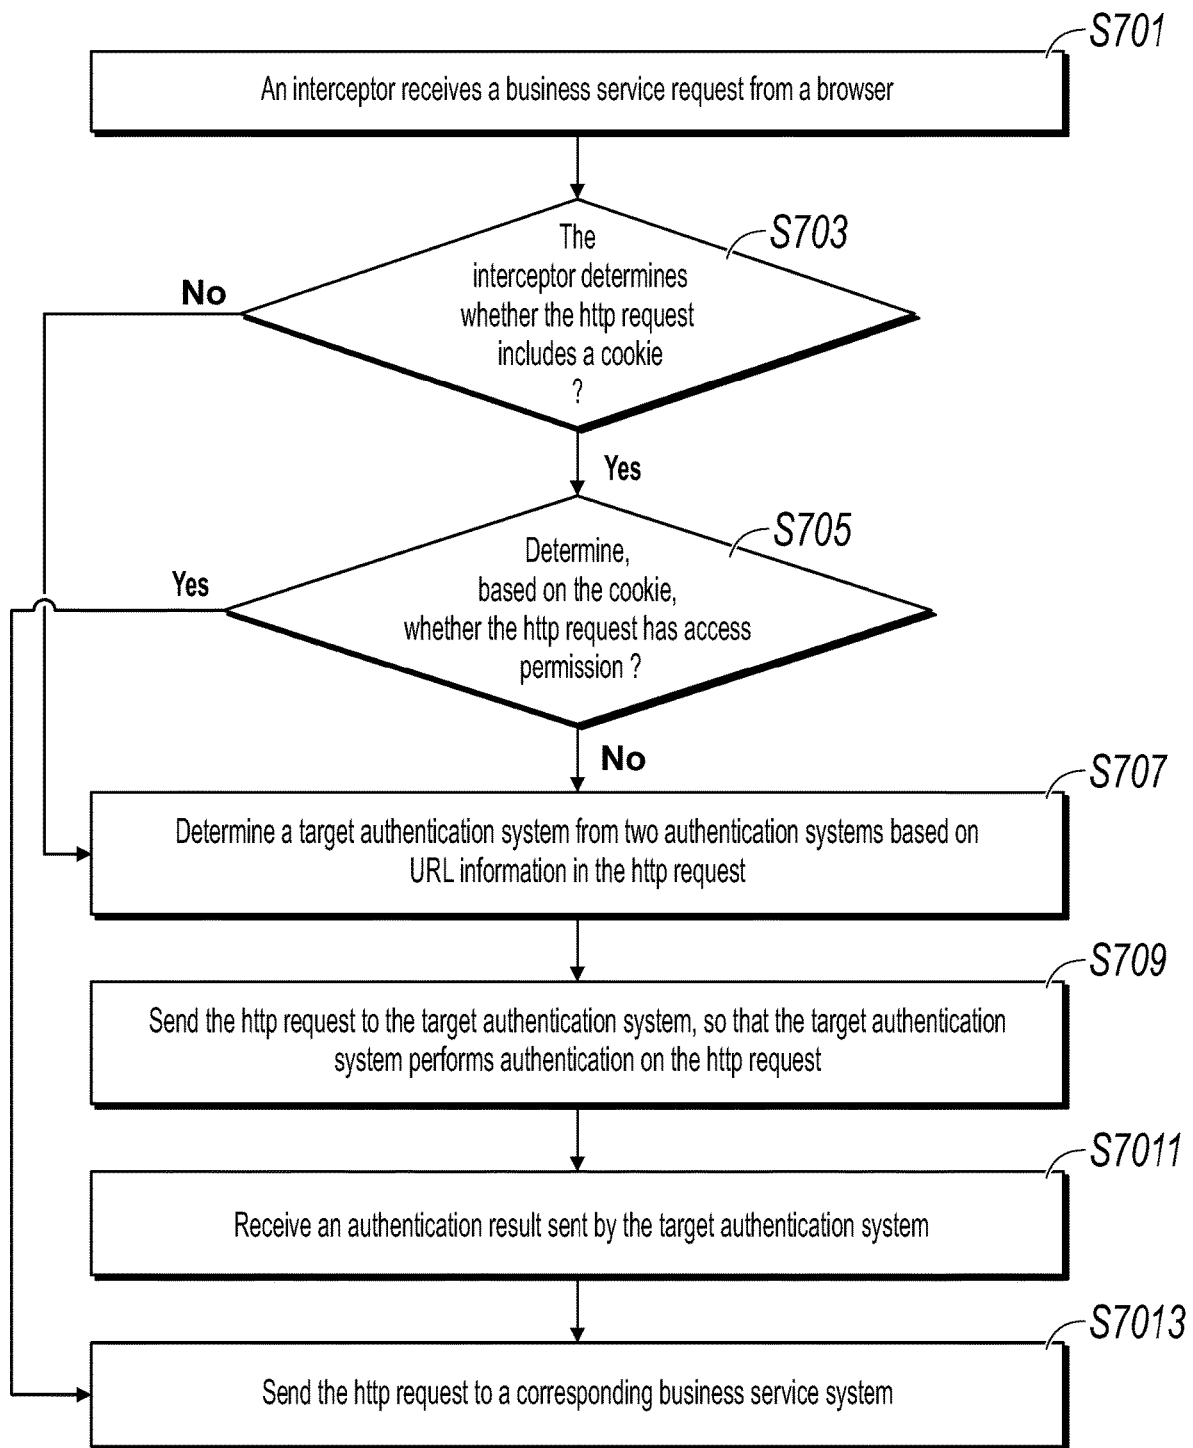 S701
An interceptor receives a business service request from a browser
S703
The
interceptor determines
whether the http request
includes a cookie
?
No
Yes
S705
Determine,
based on the cookie,
whether the http request has access
permission ?
Yes
No
S707
Determine a target authentication system from two authentication systems based on
URL information in the http request
S709
Send the http request to the target authentication system, so that the target authentication
system performs authentication on the http request
S7011
Receive an authentication result sent by the target authentication system
S7013
Send the http request to a corresponding business service system